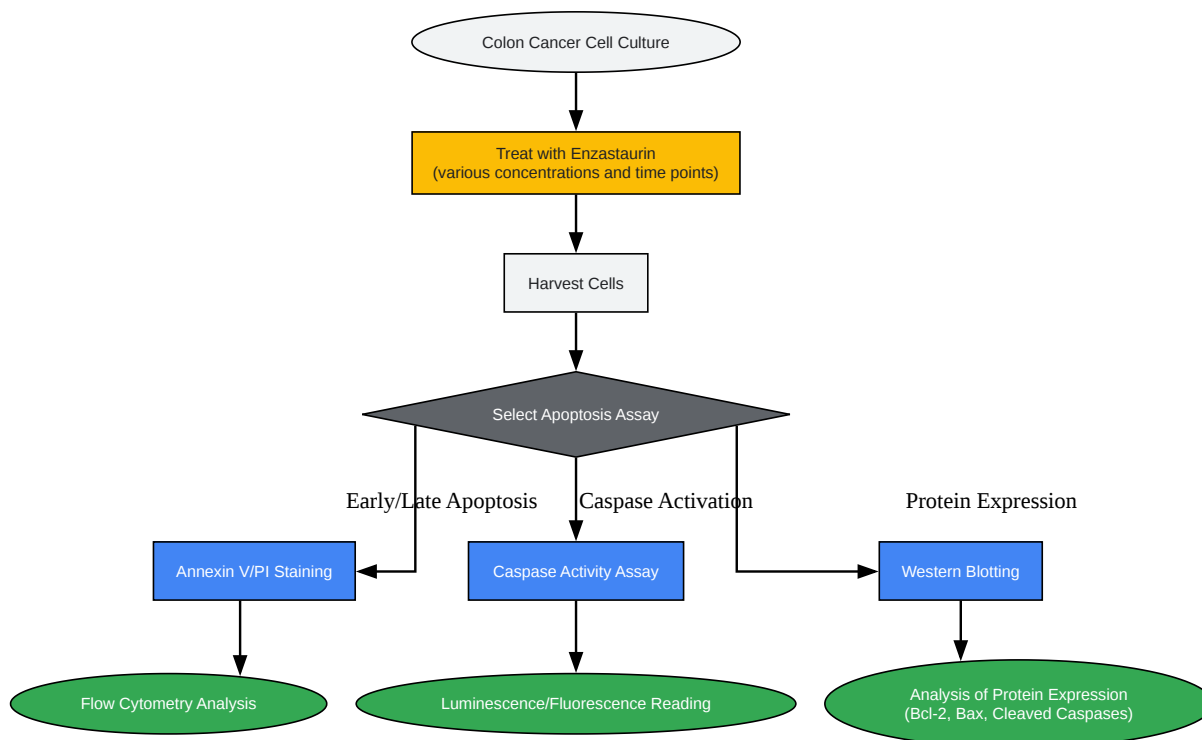 Colon Cancer Cell Culture
Treat with Enzastaurin
(various concentrations and time points)
Harvest Cells
Select Apoptosis Assay
Early/Late Apoptosis
Caspase Activation
Protein Expression
Annexin V/PI Staining
Caspase Activity Assay
Western Blotting
Flow Cytometry Analysis
Luminescence/Fluorescence Reading
Analysis of Protein Expression
(Bcl-2, Bax, Cleaved Caspases)